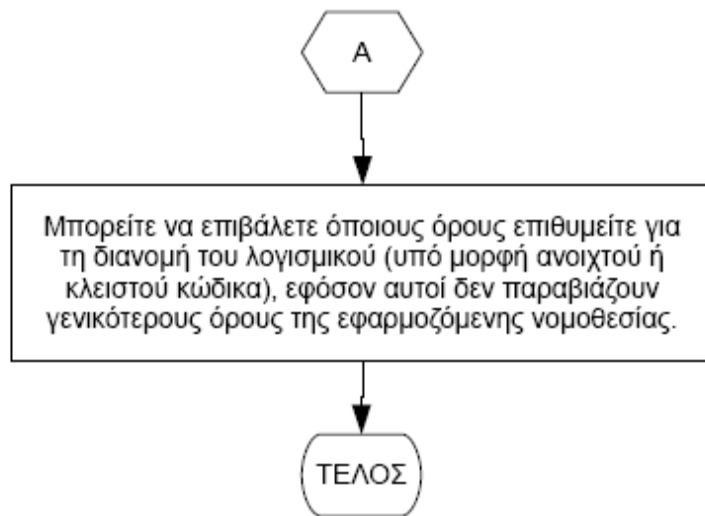 Α
Μπορείτε να επιβάλετε όποιους όρους επιθυμείτε για
τη διανομή του λογισμικού (υπό μορφή ανοιχτού ή
κλειστού κώδικα), εφόσον αυτοί δεν παραβιάζουν
γενικότερους όρους της εφαρμοζόμενης νομοθεσίας.
ΤΕΛΟΣ